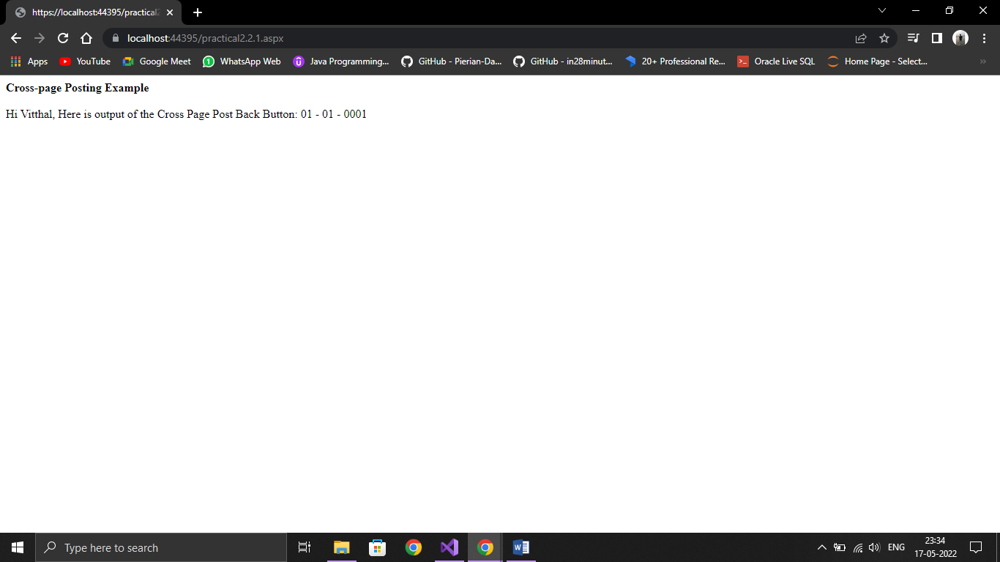 https://localhost:44395/practical2
localhost:44395/practical2.2.1.aspx
Apps YouTube Google Meet WhatsApp Web Java Programming... GitHub - Pierian-Da... GitHub - in28minut... 20+ Professional Re... Oracle Live SQL Home Page - Select... »
Cross-page Posting Example
Hi Vitthal, Here is output of the Cross Page Post Back Button: 01 - 01 - 0001
Type here to search
ENG
23:34
17-05-2022